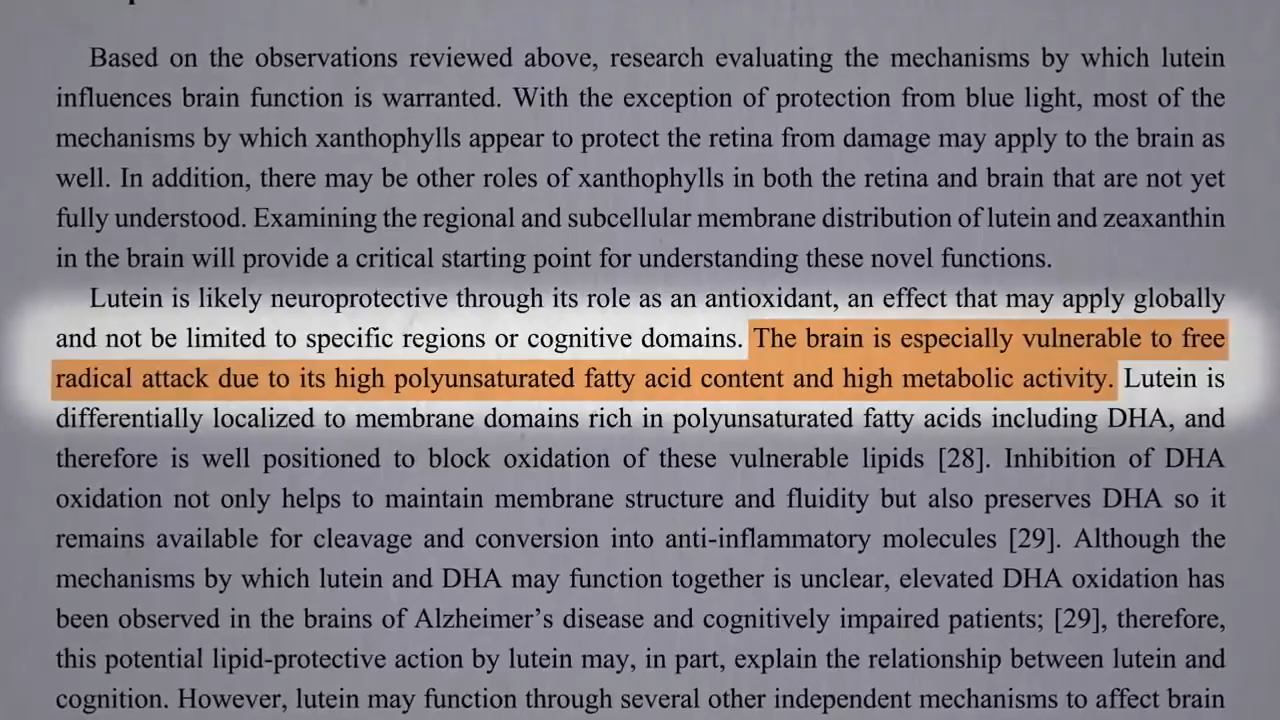 Based on the observations reviewed above, research evaluating the mechanisms by which lutein
influences brain function is warranted. With the exception of protection from blue light, most of the
mechanisms by which xanthophylls appear to protect the retina from damage may apply to the brain as
well. In addition, there may be other roles of xanthophylls in both the retina and brain that are not yet
fully understood. Examining the regional and subcellular membrane distribution of lutein and zeaxanthin
in the brain will provide a critical starting point for understanding these novel functions.
Lutein is likely neuroprotective through its role as an antioxidant, an effect that may apply globally
and not be limited to specific regions or cognitive domains. The brain is especially vulnerable to free
radical attack due to its high polyunsaturated fatty acid content and high metabolic activity. Lutein is
differentially localized to membrane domains rich in polyunsaturated fatty acids including DHA, and
therefore is well positioned to block oxidation of these vulnerable lipids [28]. Inhibition of DHA
oxidation not only helps to maintain membrane structure and fluidity but also preserves DHA so it
remains available for cleavage and conversion into anti-inflammatory molecules [29]. Although the
mechanisms by which lutein and DHA may function together is unclear, elevated DHA oxidation has
been observed in the brains of Alzheimer’s disease and cognitively impaired patients; [29], therefore,
this potential lipid-protective action by lutein may, in part, explain the relationship between lutein and
cognition. However, lutein may function through several other independent mechanisms to affect brain